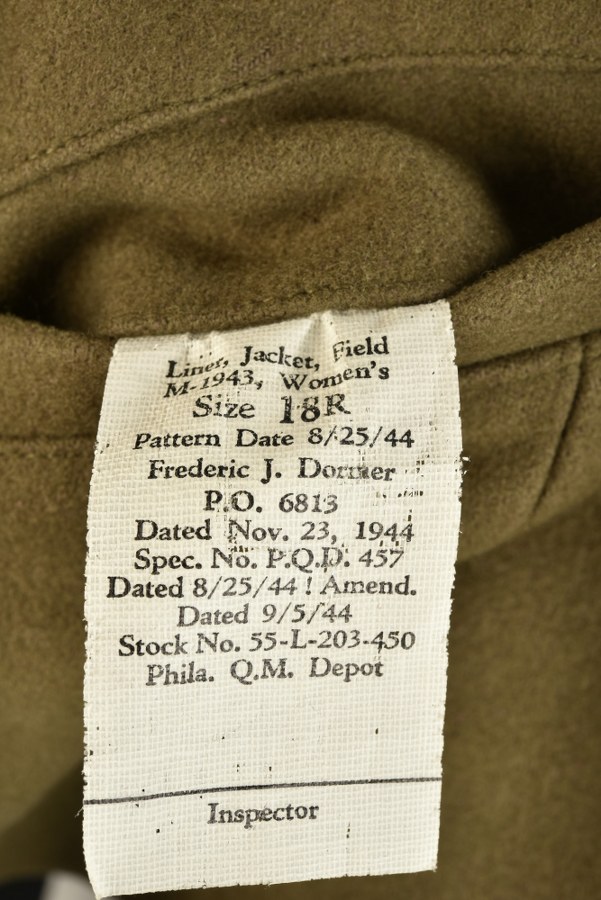 Liner, Jacket, Field
M-1943, Women's
Size 18R
Pattern Date 8/25/44
Frederic J. Dormer
P.O. 6813
Dated Nov. 23, 1944
Spec. No. P.Q.D. 457
Dated 8/25/44 ! Amend.
Dated 9/5/44
Stock No. 55-L-203-450
Phila. Q.M. Depot
Inspector